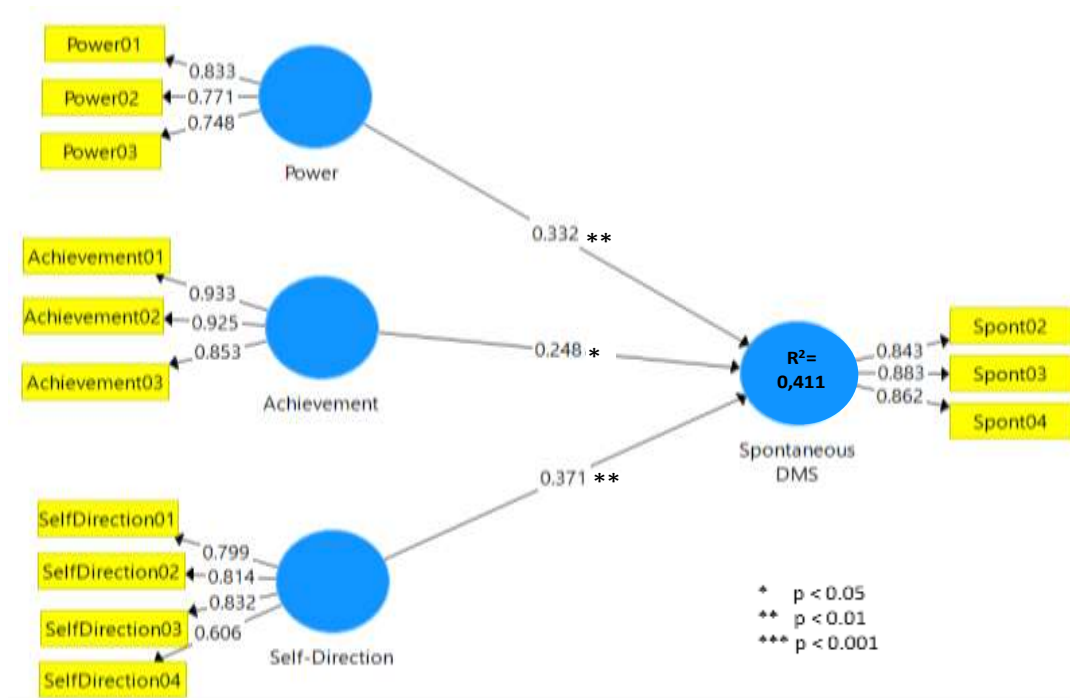 Power01
0.833
Power02
0.771
Power03
0.748
Power
0.332 **
Achievement01
0.933
Achievement02
0.925
Achievement03
0.853
Achievement
0.248 *
SelfDirection01
0.799
SelfDirection02
0.814
SelfDirection03
0.832
SelfDirection04
0.606
Self-Direction
0.371 **
R²=
0,411
Spontaneous
DMS
0.843
Spont02
0.883
Spont03
0.862
Spont04
* p < 0.05
** p < 0.01
*** p < 0.001